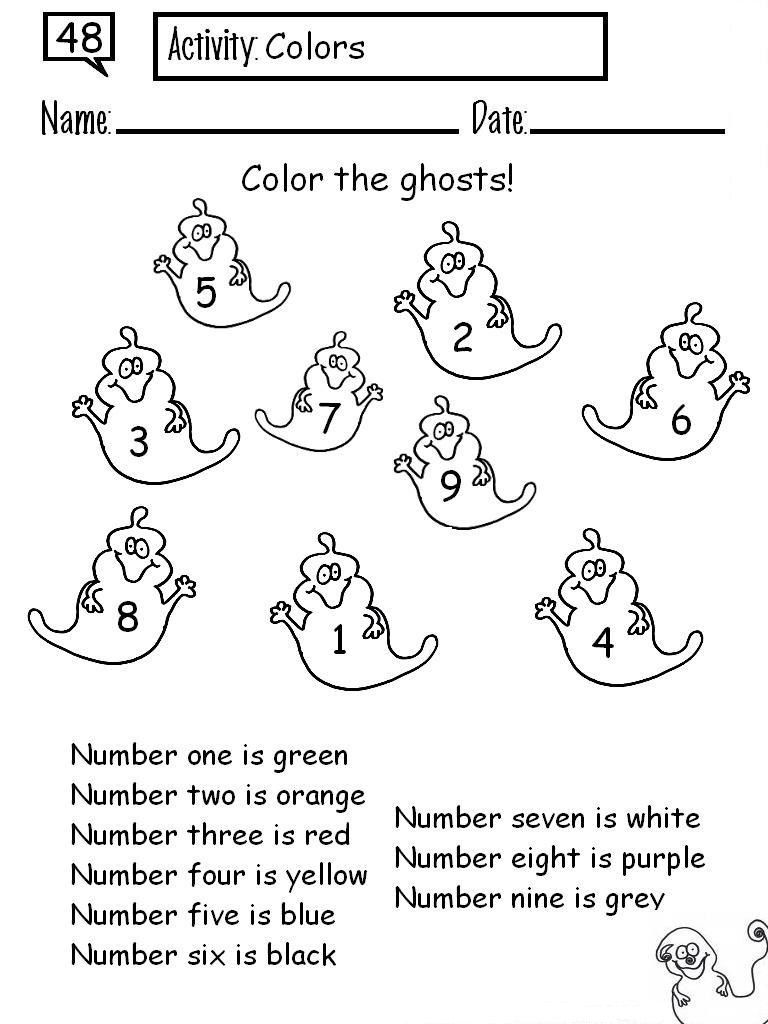 48
Activity: Colors
Name: Date:
Color the ghosts!
5
2
3
7
6
9
8
1
4
Number one is green
Number two is orange
Number three is red
Number four is yellow
Number five is blue
Number six is black
Number seven is white
Number eight is purple
Number nine is grey